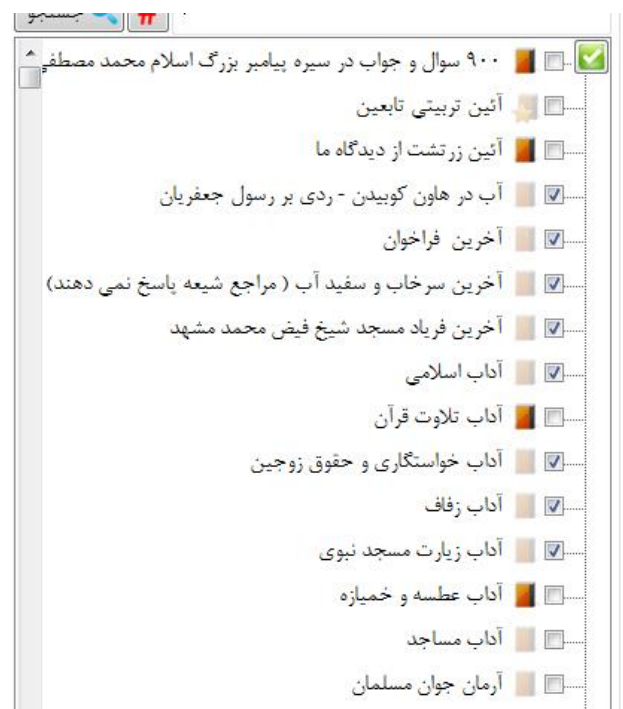 # جستجو
۹۰۰ سوال و جواب در سیره پیامبر بزرگ اسلام محمد مصطفی
آئین تربیتی تابعین
آئین زرتشت از دیدگاه ما
آب در هاون کوبیدن - ردی بر رسول جعفریان
آخرین فراخوان
آخرین سرخاب و سفید آب ( مراجع شیعه پاسخ نمی دهند)
آخرین فریاد مسجد شیخ فیض محمد مشهد
آداب اسلامی
آداب تلاوت قرآن
آداب خواستگاری و حقوق زوجین
آداب زفاف
آداب زیارت مسجد نبوی
آداب عطسه و خمیازه
آداب مساجد
آرمان جوان مسلمان